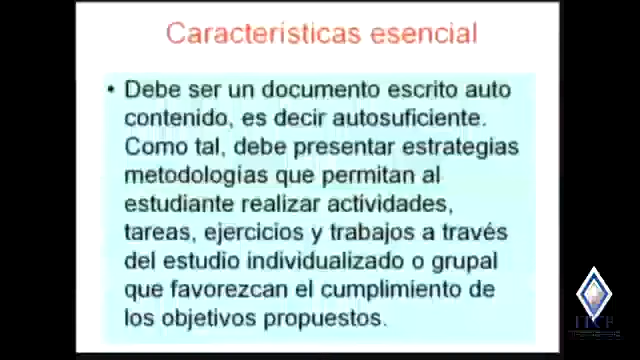 Características esencial
• Debe ser un documento escrito auto
contenido, es decir autosuficiente.
Como tal, debe presentar estrategias
metodologías que permitan al
estudiante realizar actividades,
tareas, ejercicios y trabajos a través
del estudio individualizado o grupal
que favorezcan el cumplimiento de
los objetivos propuestos.